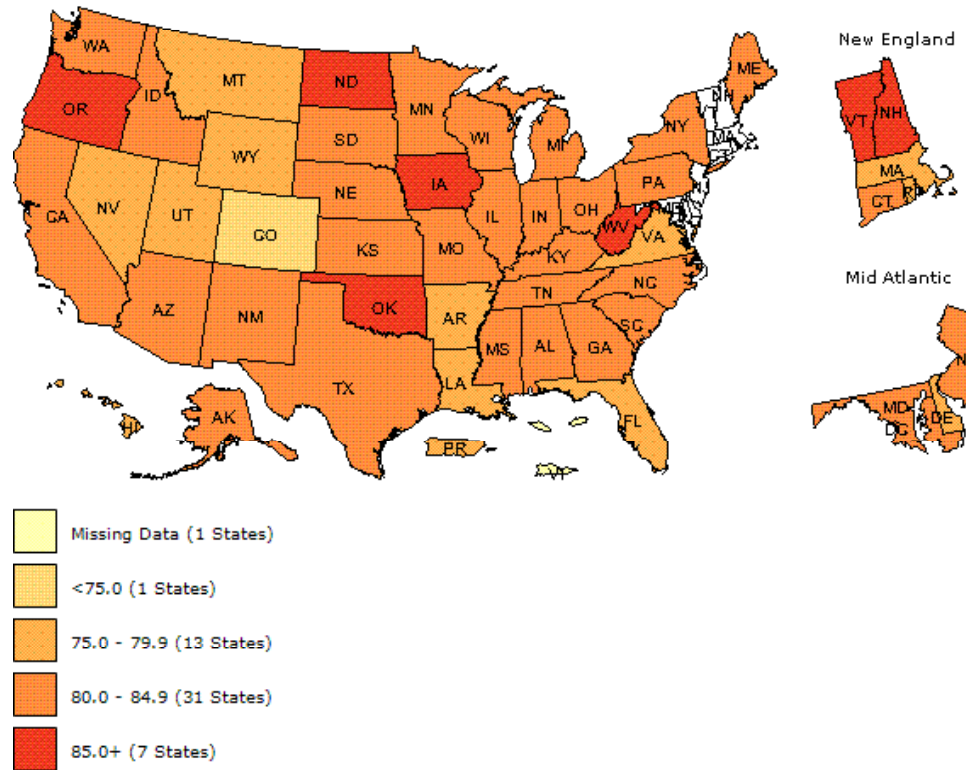 WA
MT
ND
MN
ME
OR
ID
SD
WI
MI
NY
NH
MA
WY
IA
NE
PA
NV
UT
CO
IL
IN
OH
WV
VA
CA
KS
MO
KY
AZ
NM
OK
AR
TN
NC
SC
MS
AL
GA
TX
LA
FL
AK
HI
PR
VI
New England
VT
NH
MA
CT
RI
Mid Atlantic
N
MD
DC
DE
Missing Data (1 States)
<75.0 (1 States)
75.0 - 79.9 (13 States)
80.0 - 84.9 (31 States)
85.0+ (7 States)